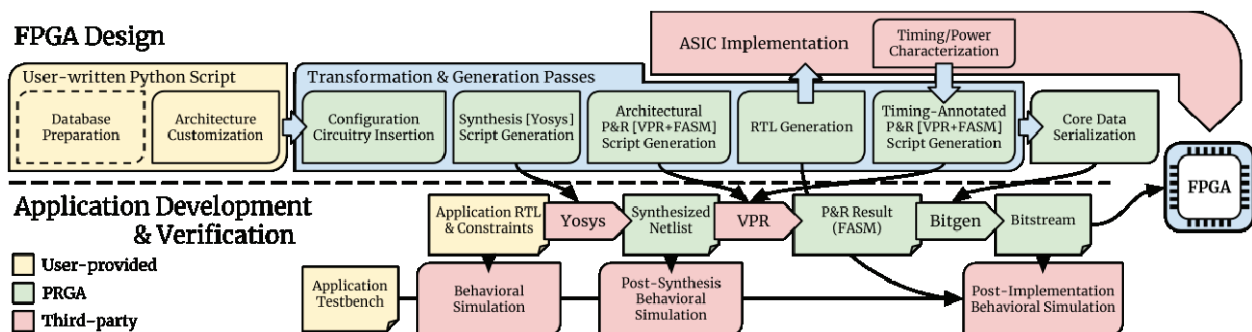 FPGA Design
ASIC Implementation
Timing/Power
Characterization
User-written Python Script
Transformation & Generation Passes
Database
Preparation
Architecture
Customization
Configuration
Circuitry Insertion
Synthesis [Yosys]
Script Generation
Architectural
P&R [VPR+FASM]
Script Generation
RTL Generation
Timing-Annotated
P&R [VPR+FASM]
Script Generation
Core Data
Serialization
FPGA
Application Development
& Verification
Application RTL
& Constraints
Yosys
Synthesized
Netlist
VPR
P&R Result
(FASM)
Bitgen
Bitstream
User-provided
PRGA
Third-party
Application
Testbench
Behavioral
Simulation
Post-Synthesis
Behavioral
Simulation
Post-Implementation
Behavioral Simulation